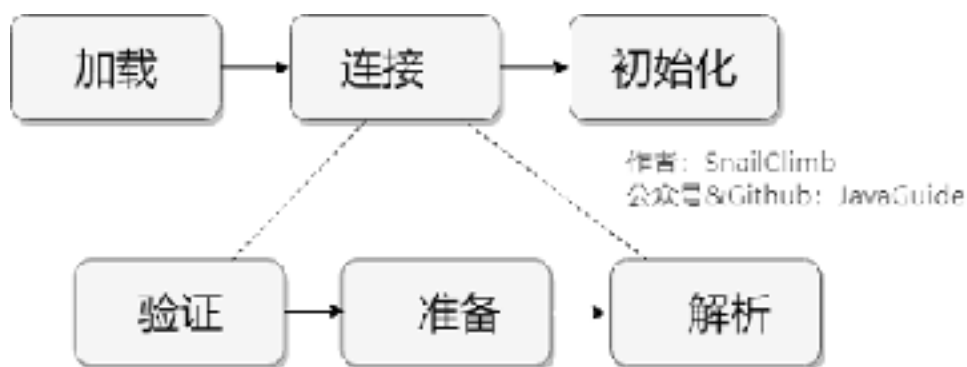 加载
连接
初始化
作者：SnailClimb
公众号&Github：JavaGuide
验证
准备
解析